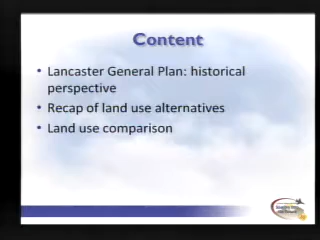 Content
• Lancaster General Plan: historical
perspective
• Recap of land use alternatives
• Land use comparison